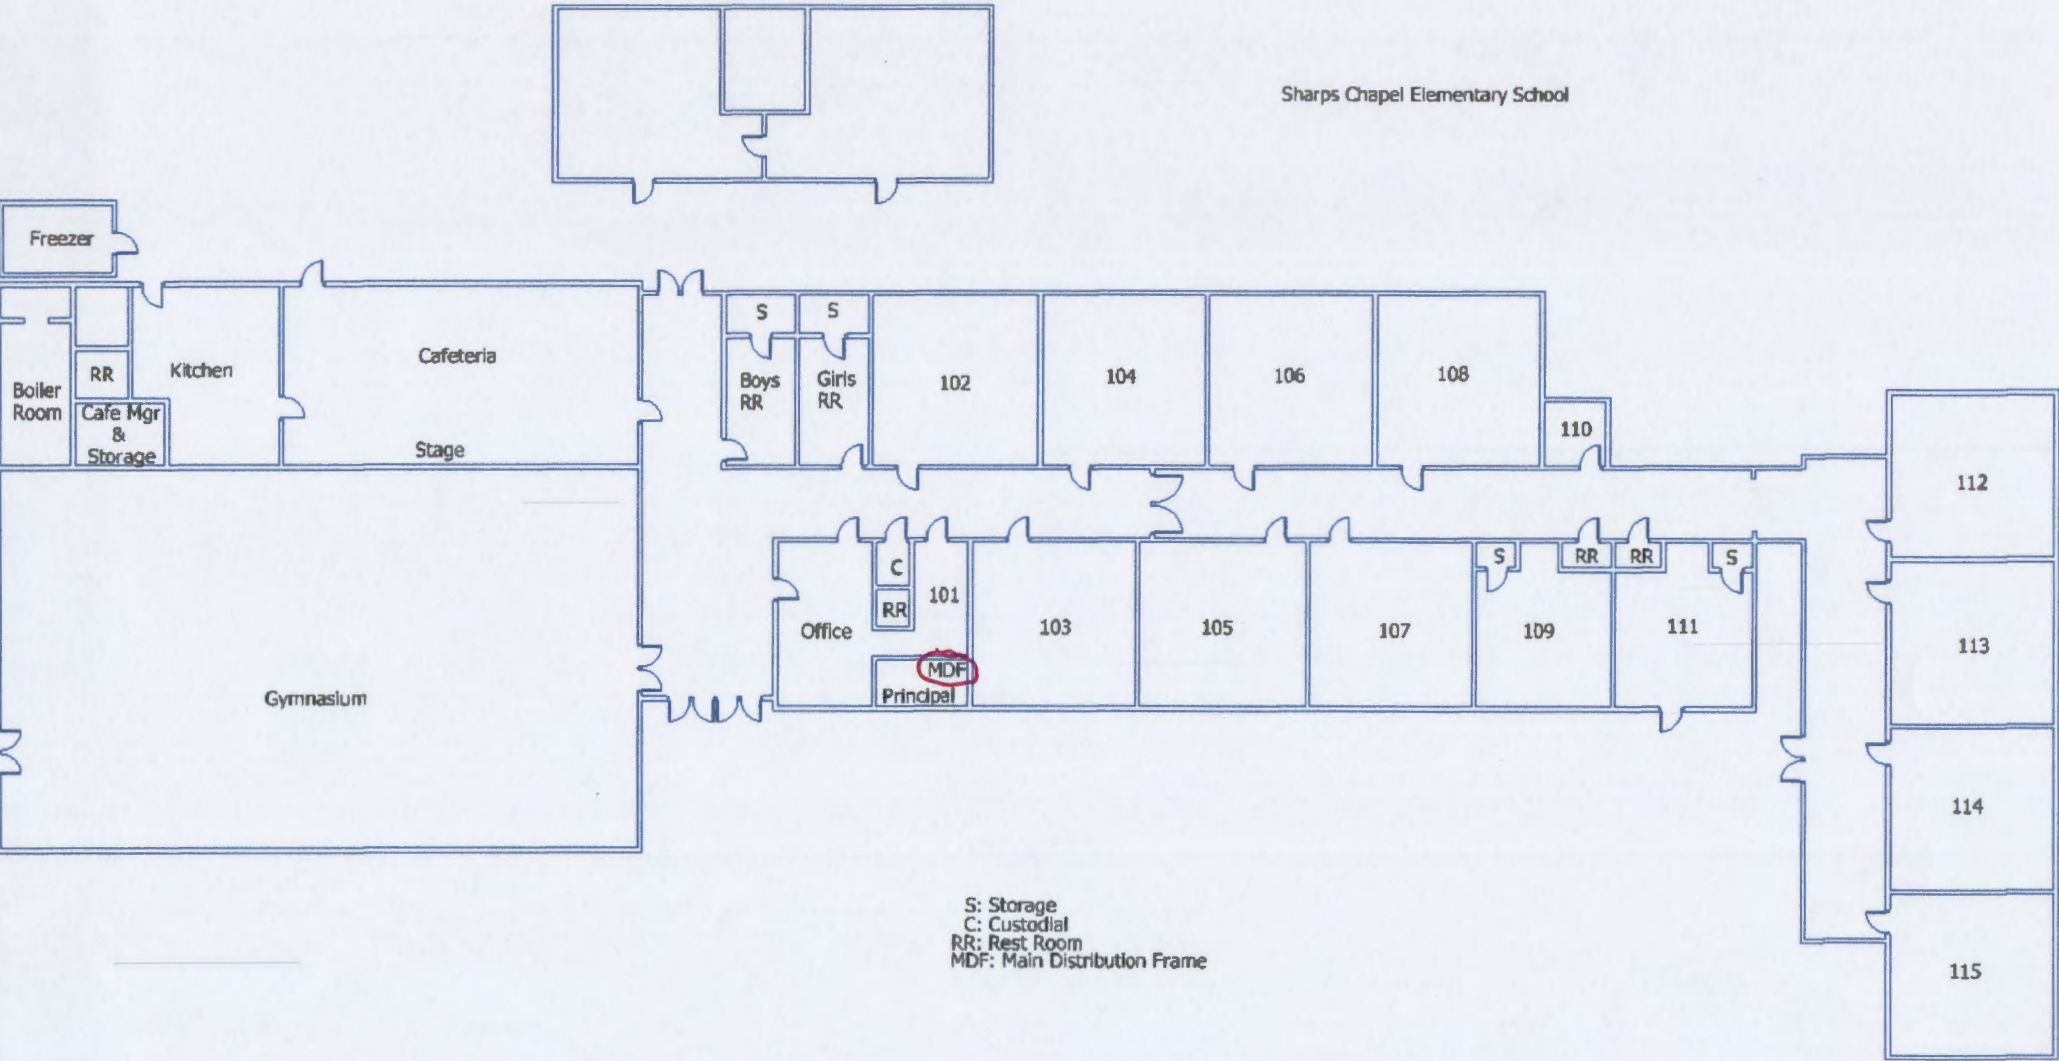 Sharps Chapel Elementary School
Freezer
S
S
Boiler
Room
RR
Cafe Mgr
&
Storage
Kitchen
Cafeteria
Stage
Boys
RR
Girls
RR
102
104
106
108
110
112
Gymnasium
Office
C
RR
101
MDF
Principal
103
105
107
S
109
RR
RR
111
S
113
114
115
S: Storage
C: Custodial
RR: Rest Room
MDF: Main Distribution Frame